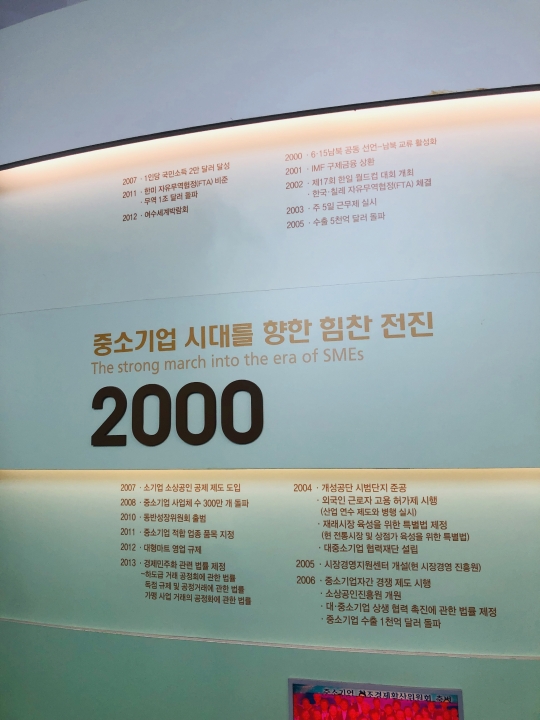 2007 · 1인당 국민소득 2만 달러 달성
2011 · 한미 자유무역협정(FTA) 비준
· 무역 1조 달러 돌파
2012 · 여수세계박람회
2000 · 6·15남북 공동 선언-남북 교류 활성화
2001 · IMF 구제금융 상환
2002 · 제17회 한일 월드컵 대회 개최
· 한국-칠레 자유무역협정(FTA) 체결
2003 · 주 5일 근무제 실시
2005 · 수출 5천억 달러 돌파
중소기업 시대를 향한 힘찬 전진
The strong march into the era of SMEs
2000
2007 · 소기업 소상공인 공제 제도 도입
2008 · 중소기업 사업체 수 300만 개 돌파
2010 · 동반성장위원회 출범
2011 · 중소기업 적합 업종 품목 지정
2012 · 대형마트 영업 규제
2013 · 경제민주화 관련 법률 제정
-하도급 거래 공정화에 관한 법률
독점 규제 및 공정거래에 관한 법률
가맹 사업 거래의 공정화에 관한 법률
2004 · 개성공단 시범단지 준공
· 외국인 근로자 고용 허가제 시행
(산업 연수 제도와 병행 실시)
· 재래시장 육성을 위한 특별법 제정
(현 전통시장 및 상점가 육성을 위한 특별법)
· 대중소기업 협력재단 설립
2005 · 시장경영지원센터 개설(현 시장경영 진흥원)
2006 · 중소기업자간 경쟁 제도 시행
· 소상공인진흥원 개원
· 대·중소기업 상생 협력 촉진에 관한 법률 제정
· 중소기업 수출 1천억 달러 돌파
중소기업